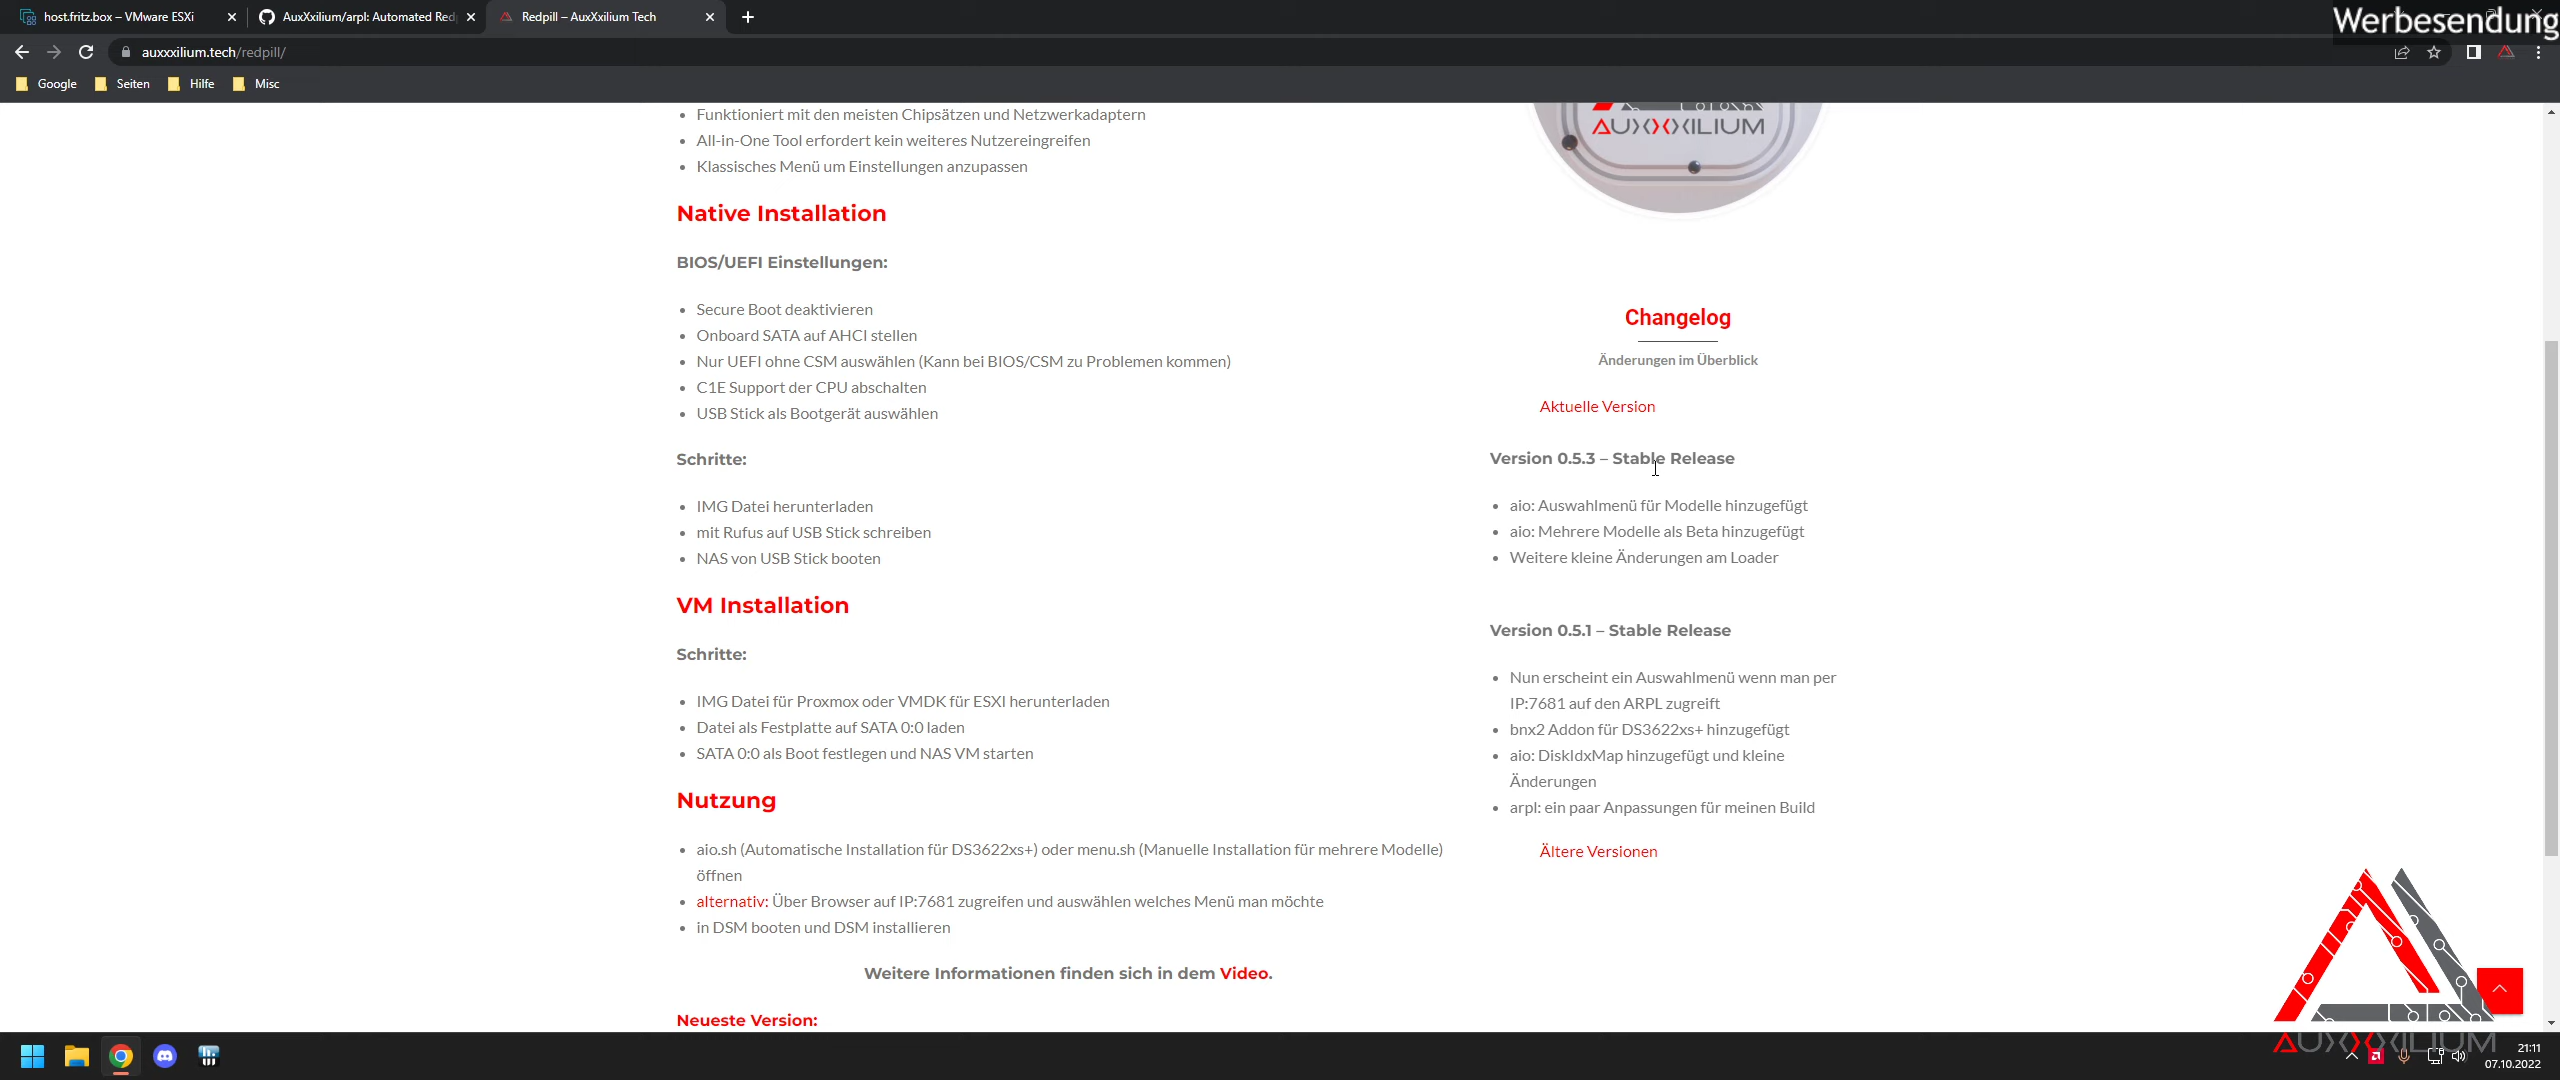 host.fritz.box – VMware ESXi
AuxXxilium/arpl: Automated Red
Redpill – AuxXxilium Tech
Werbesendung
auxxxilium.tech/redpill/
Google
Seiten
Hilfe
Misc
Funktioniert mit den meisten Chipsätzen und Netzwerkadaptern
All-in-One Tool erfordert kein weiteres Nutzereingreifen
Klassisches Menü um Einstellungen anzupassen
Native Installation
BIOS/UEFI Einstellungen:
Secure Boot deaktivieren
Onboard SATA auf AHCI stellen
Nur UEFI ohne CSM auswählen (Kann bei BIOS/CSM zu Problemen kommen)
C1E Support der CPU abschalten
USB Stick als Bootgerät auswählen
Schritte:
IMG Datei herunterladen
mit Rufus auf USB Stick schreiben
NAS von USB Stick booten
VM Installation
Schritte:
IMG Datei für Proxmox oder VMDK für ESXI herunterladen
Datei als Festplatte auf SATA 0:0 laden
SATA 0:0 als Boot festlegen und NAS VM starten
Nutzung
aio.sh (Automatische Installation für DS3622xs+) oder menu.sh (Manuelle Installation für mehrere Modelle)
öffnen
alternativ: Über Browser auf IP:7681 zugreifen und auswählen welches Menü man möchte
in DSM booten und DSM installieren
Weitere Informationen finden sich in dem Video.
Neueste Version:
AUXXXILIUM
Changelog
Änderungen im Überblick
Aktuelle Version
Version 0.5.3 – Stable Release
aio: Auswahlmenü für Modelle hinzugefügt
aio: Mehrere Modelle als Beta hinzugefügt
Weitere kleine Änderungen am Loader
Version 0.5.1 – Stable Release
Nun erscheint ein Auswahlmenü wenn man per
IP:7681 auf den ARPL zugreift
bnx2 Addon für DS3622xs+ hinzugefügt
aio: DiskIdxMap hinzugefügt und kleine
Änderungen
arpl: ein paar Anpassungen für meinen Build
Ältere Versionen
AUXXXILIUM
21:11
07.10.2022